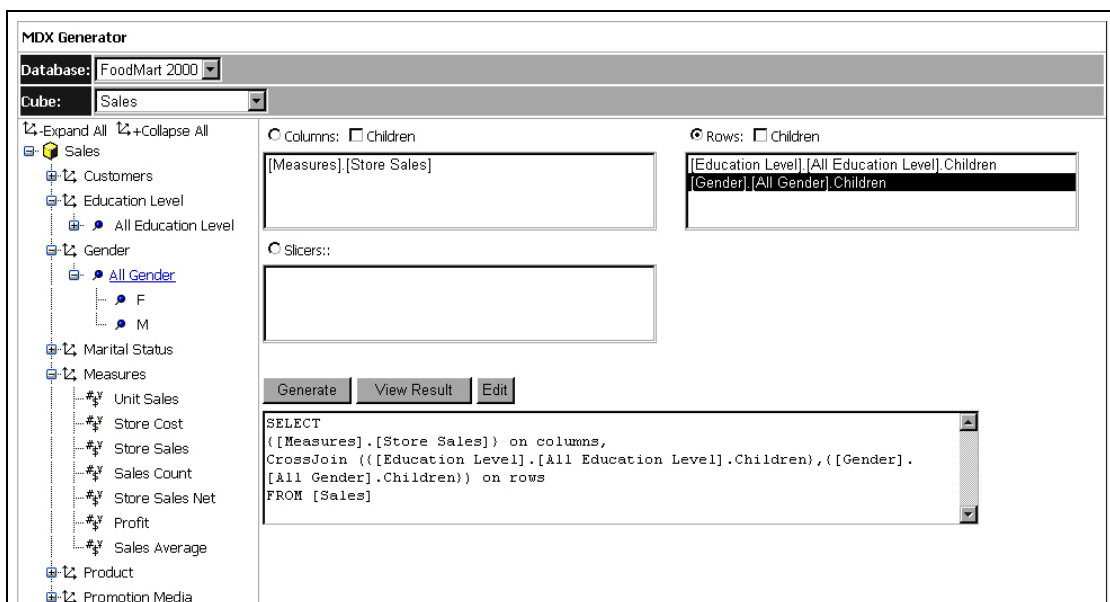 MDX Generator
Database: FoodMart 2000
Cube: Sales
-Expand All +Collapse All
Sales
Customers
Education Level
All Education Level
Gender
All Gender
F
M
Marital Status
Measures
Unit Sales
Store Cost
Store Sales
Sales Count
Store Sales Net
Profit
Sales Average
Product
Promotion Media
Columns: Children
[Measures].[Store Sales]
Rows: Children
[Education Level].[All Education Level].Children
[Gender].[All Gender].Children
Slicers::
Generate View Result Edit
SELECT
{[Measures].[Store Sales]} on columns,
CrossJoin ({[Education Level].[All Education Level].Children},{[Gender].
[All Gender].Children}) on rows
FROM [Sales]